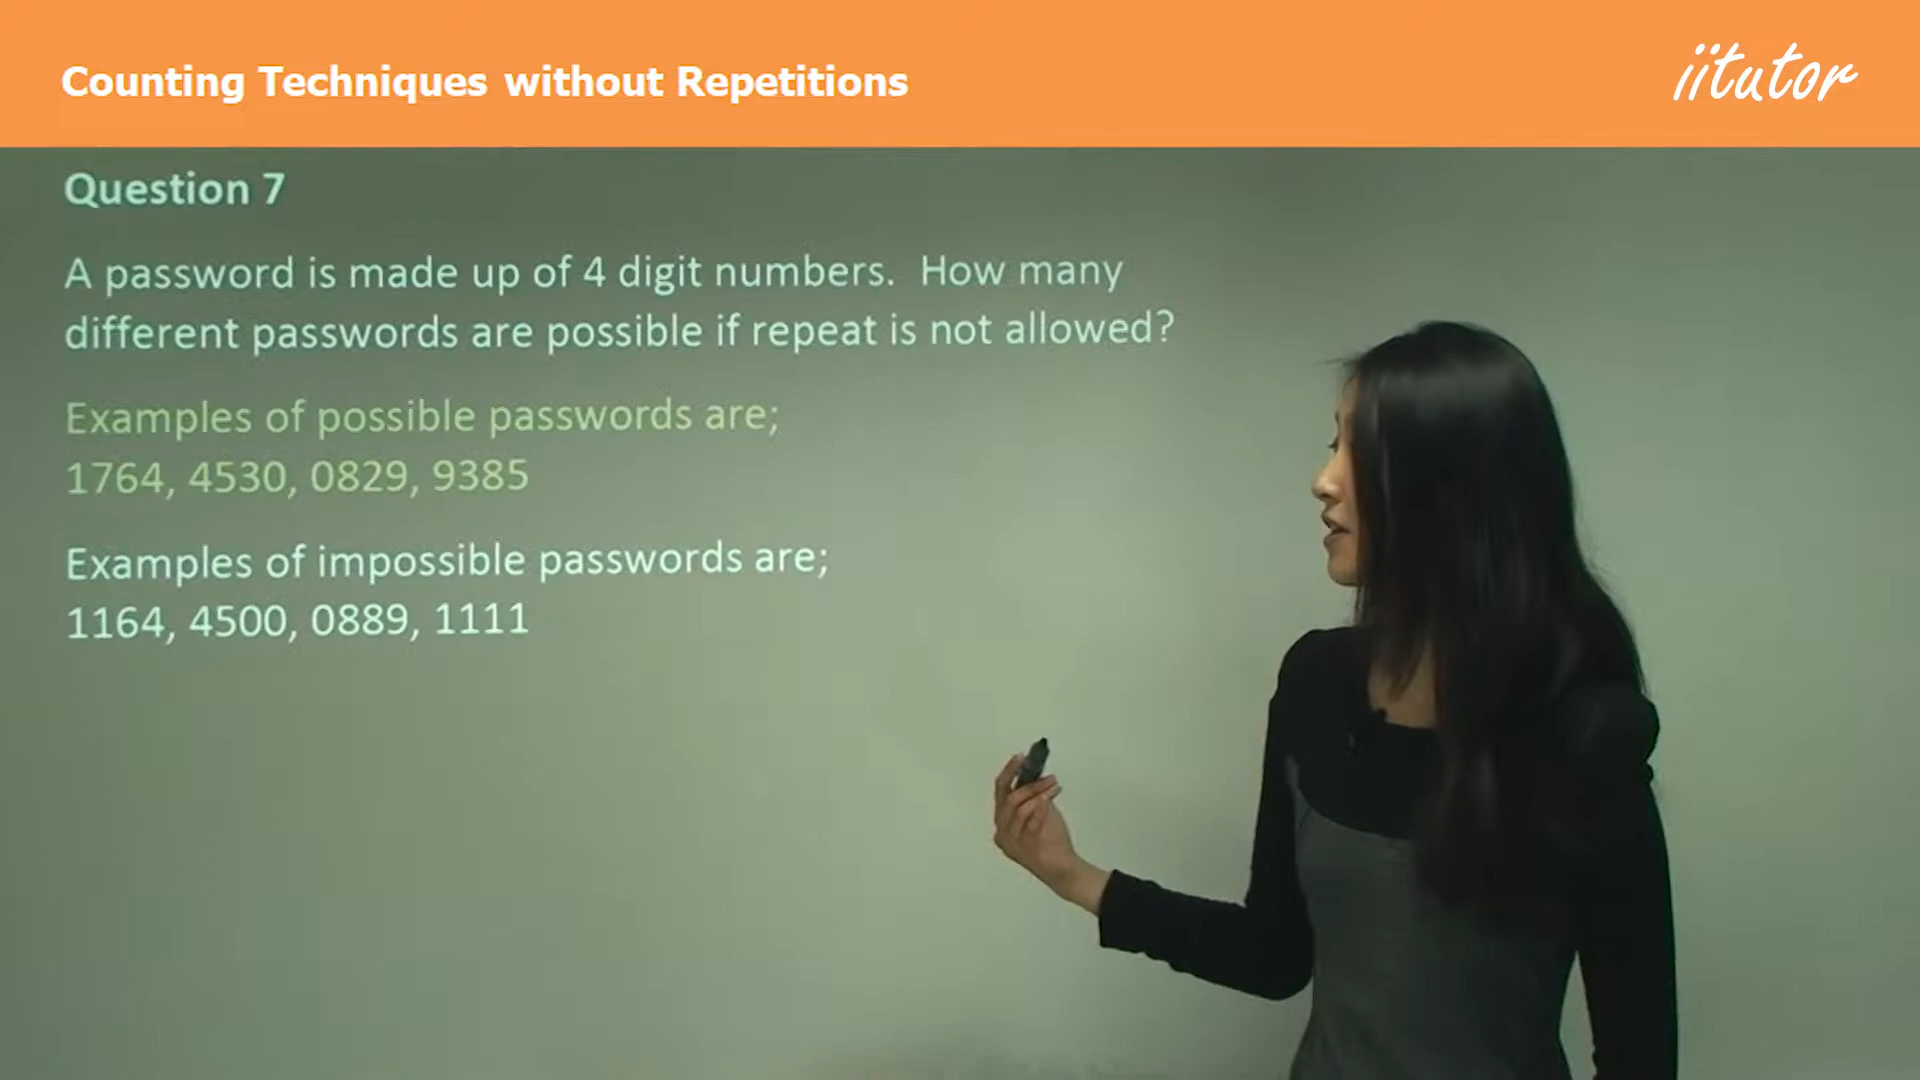 Counting Techniques without Repetitions
iitutor
Question 7
A password is made up of 4 digit numbers. How many
different passwords are possible if repeat is not allowed?
Examples of possible passwords are;
1764, 4530, 0829, 9385
Examples of impossible passwords are;
1164, 4500, 0889, 1111